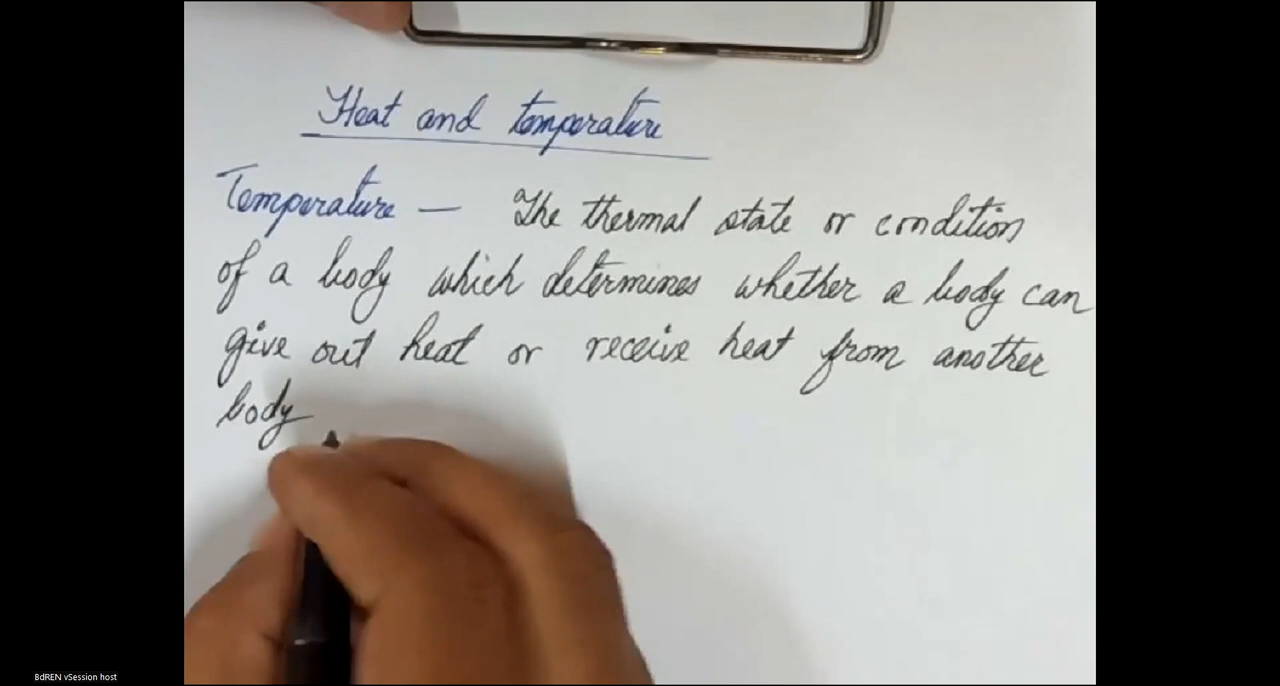 Heat and temperature
Temperature — The thermal state or condition
of a body which determines whether a body can
give out heat or receive heat from another
body
BdREN vSession host